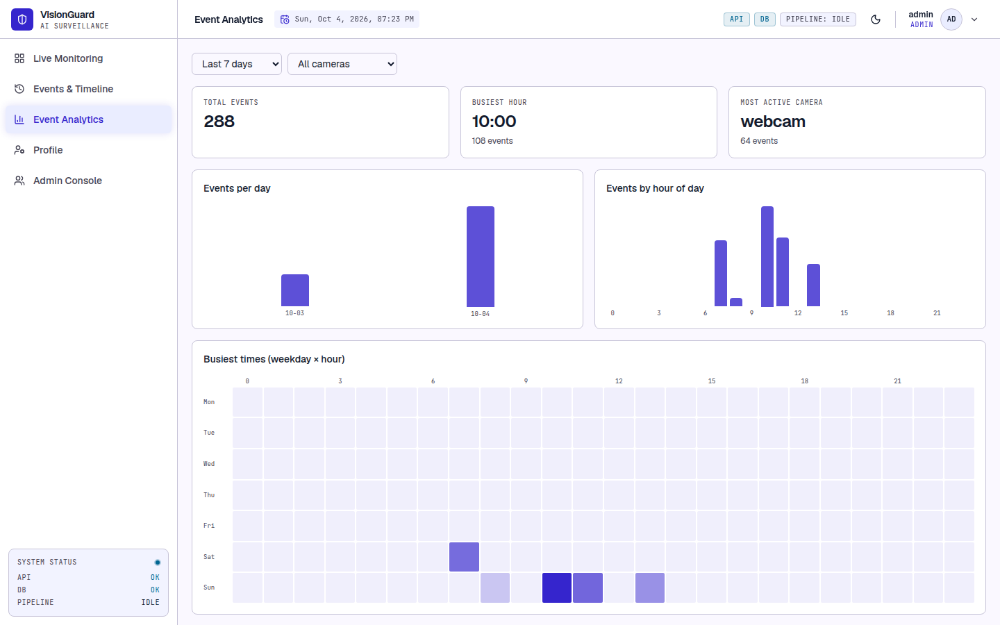 VisionGuard
AI SURVEILLANCE
Live Monitoring
Events & Timeline
Event Analytics
Profile
Admin Console
SYSTEM STATUS
API OK
DB OK
PIPELINE IDLE
Event Analytics
Sun, Oct 4, 2026, 07:23 PM
API DB PIPELINE: IDLE
admin
ADMIN
AD
Last 7 days
All cameras
TOTAL EVENTS
288
BUSIEST HOUR
10:00
108 events
MOST ACTIVE CAMERA
webcam
64 events
Events per day
10-03 10-04
Events by hour of day
0 3 6 9 12 15 18 21
Busiest times (weekday × hour)
0 3 6 9 12 15 18 21
Mon
Tue
Wed
Thu
Fri
Sat
Sun